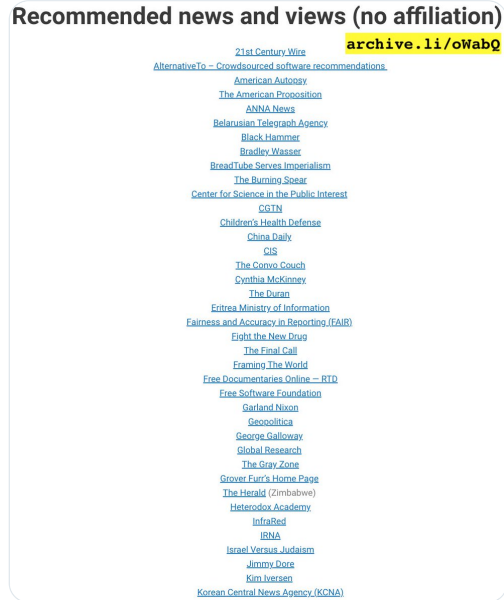 Recommended news and views (no affiliation)
archive.li/oWabQ
21st Century Wire
AlternativeTo – Crowdsourced software recommendations
American Autopsy
The American Proposition
ANNA News
Belarusian Telegraph Agency
Black Hammer
Bradley Wasser
BreadTube Serves Imperialism
The Burning Spear
Center for Science in the Public Interest
CGTN
Children's Health Defense
China Daily
CIS
The Convo Couch
Cynthia McKinney
The Duran
Eritrea Ministry of Information
Fairness and Accuracy in Reporting (FAIR)
Fight the New Drug
The Final Call
Framing The World
Free Documentaries Online — RTD
Free Software Foundation
Garland Nixon
Geopolitica
George Galloway
Global Research
The Gray Zone
Grover Furr's Home Page
The Herald (Zimbabwe)
Heterodox Academy
InfraRed
IRNA
Israel Versus Judaism
Jimmy Dore
Kim Iversen
Korean Central News Agency (KCNA)